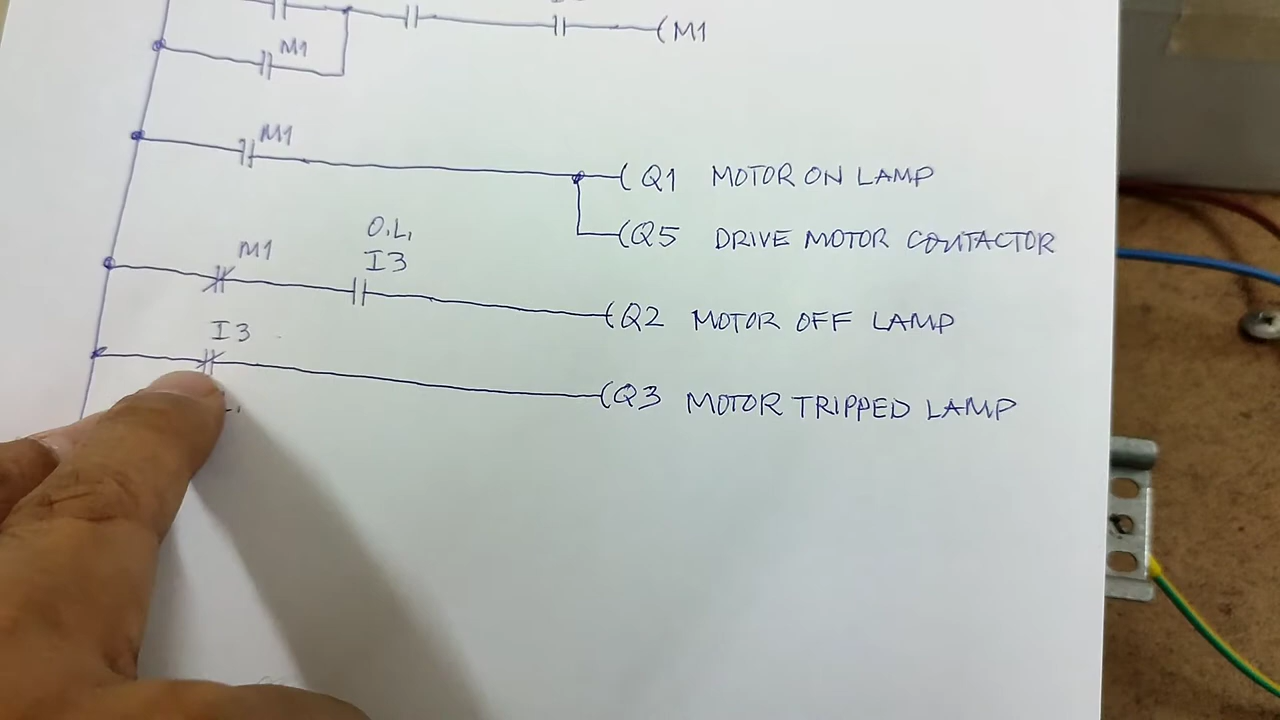 (M1
M1
M1
(Q1 MOTOR ON LAMP
(Q5 DRIVE MOTOR CONTACTOR
O.L.
M1 I3
(Q2 MOTOR OFF LAMP
I3
(Q3 MOTOR TRIPPED LAMP